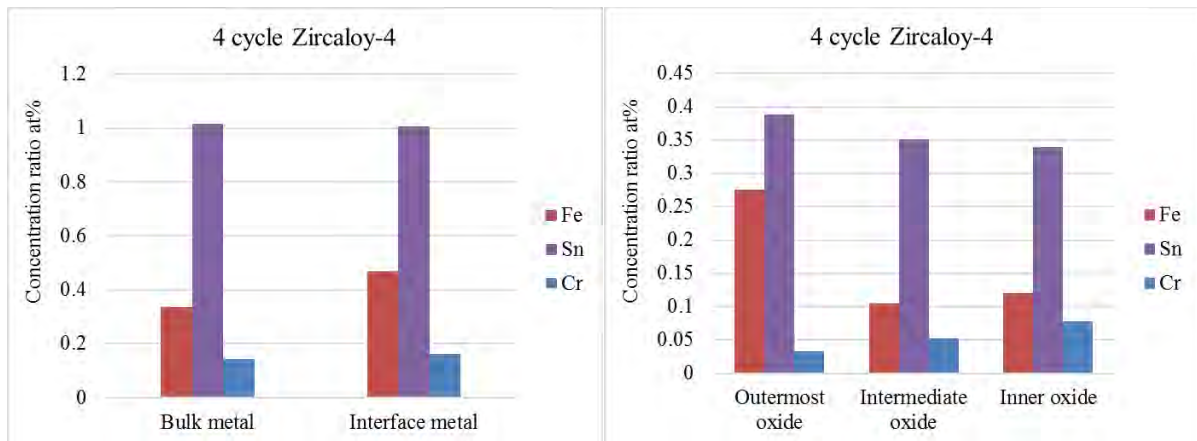 4 cycle Zircaloy-4
Concentration ratio at%
1.2
1
0.8
0.6
0.4
0.2
0
Bulk metal
Interface metal
Fe
Sn
Cr
4 cycle Zircaloy-4
Concentration ratio at%
0.45
0.4
0.35
0.3
0.25
0.2
0.15
0.1
0.05
0
Outermost
oxide
Intermediate
oxide
Inner oxide
Fe
Sn
Cr